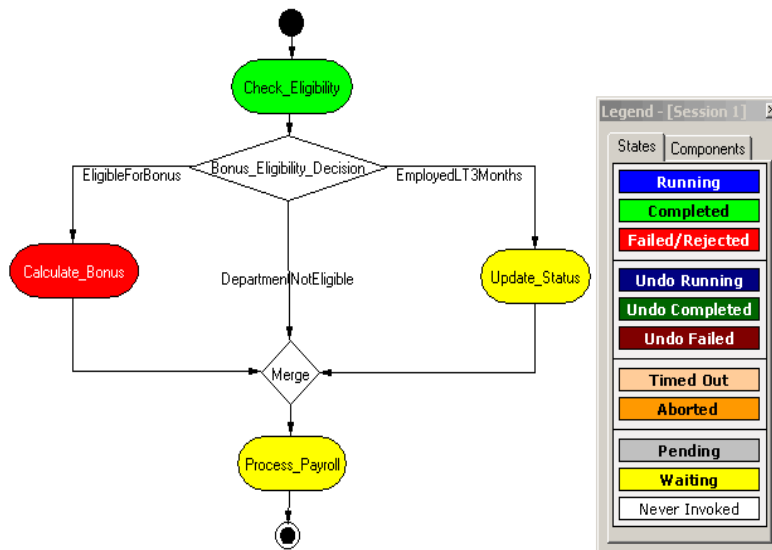 Check_Eligibility
Bonus_Eligibility_Decision
EligibleForBonus
EmployedLT3Months
Calculate_Bonus
DepartmentNotEligible
Update_Status
Merge
Process_Payroll
Legend - [Session 1]
States Components
Running
Completed
Failed/Rejected
Undo Running
Undo Completed
Undo Failed
Timed Out
Aborted
Pending
Waiting
Never Invoked